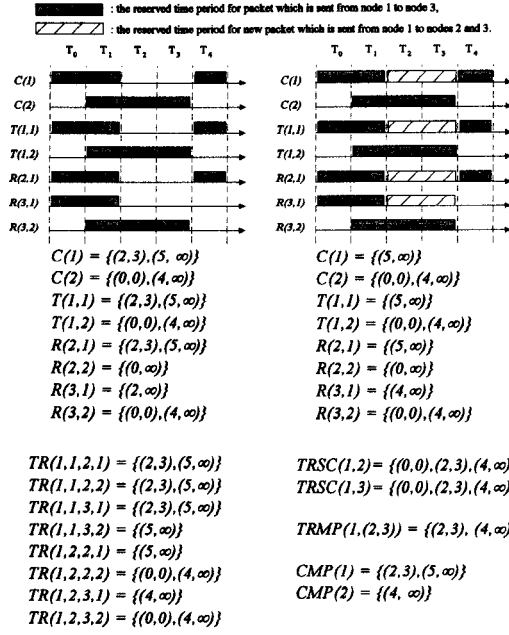 : the reserved time period for packet which is sent from node 1 to node 3,
: the reserved time period for new packet which is sent from node 1 to nodes 2 and 3.
T0 T1 T2 T3 T4
C(1)
C(2)
T(1,1)
T(1,2)
R(2,1)
R(3,1)
R(3,2)
C(1) = {(2,3),(5, ∞)}
C(2) = {(0,0),(4,∞)}
T(1,1) = {(2,3),(5,∞)}
T(1,2) = {(0,0),(4,∞)}
R(2,1) = {(2,3),(5,∞)}
R(2,2) = {(0,∞)}
R(3,1) = {(2,∞)}
R(3,2) = {(0,0),(4,∞)}
TR(1,1,2,1) = {(2,3),(5,∞)}
TR(1,1,2,2) = {(2,3),(5,∞)}
TR(1,1,3,1) = {(2,3),(5,∞)}
TR(1,1,3,2) = {(5,∞)}
TR(1,2,2,1) = {(5,∞)}
TR(1,2,2,2) = {(0,0),(4,∞)}
TR(1,2,3,1) = {(4,∞)}
TR(1,2,3,2) = {(0,0),(4,∞)}
T0 T1 T2 T3 T4
C(1)
C(2)
T(1,1)
T(1,2)
R(2,1)
R(3,1)
R(3,2)
C(1) = {(5,∞)}
C(2) = {(0,0),(4,∞)}
T(1,1) = {(5,∞)}
T(1,2) = {(0,0),(4,∞)}
R(2,1) = {(5,∞)}
R(2,2) = {(0,∞)}
R(3,1) = {(4,∞)}
R(3,2) = {(0,0),(4,∞)}
TRSC(1,2)= {(0,0),(2,3),(4,∞)
TRSC(1,3)= {(0,0),(2,3),(4,∞)
TRMP(1,(2,3)) = {(2,3), (4,∞)
CMP(1) = {(2,3),(5,∞)}
CMP(2) = {(4, ∞)}